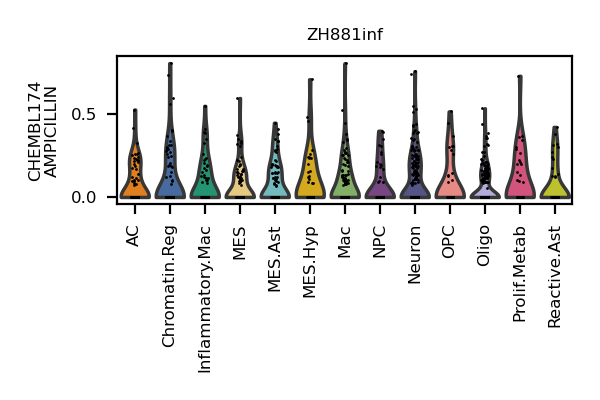 ZH881inf
CHEMBL174
AMPICILLIN
0.5
0.0
AC
Chromatin.Reg
Inflammatory.Mac
MES
MES.Ast
MES.Hyp
Mac
NPC
Neuron
OPC
Oligo
Prolif.Metab
Reactive.Ast